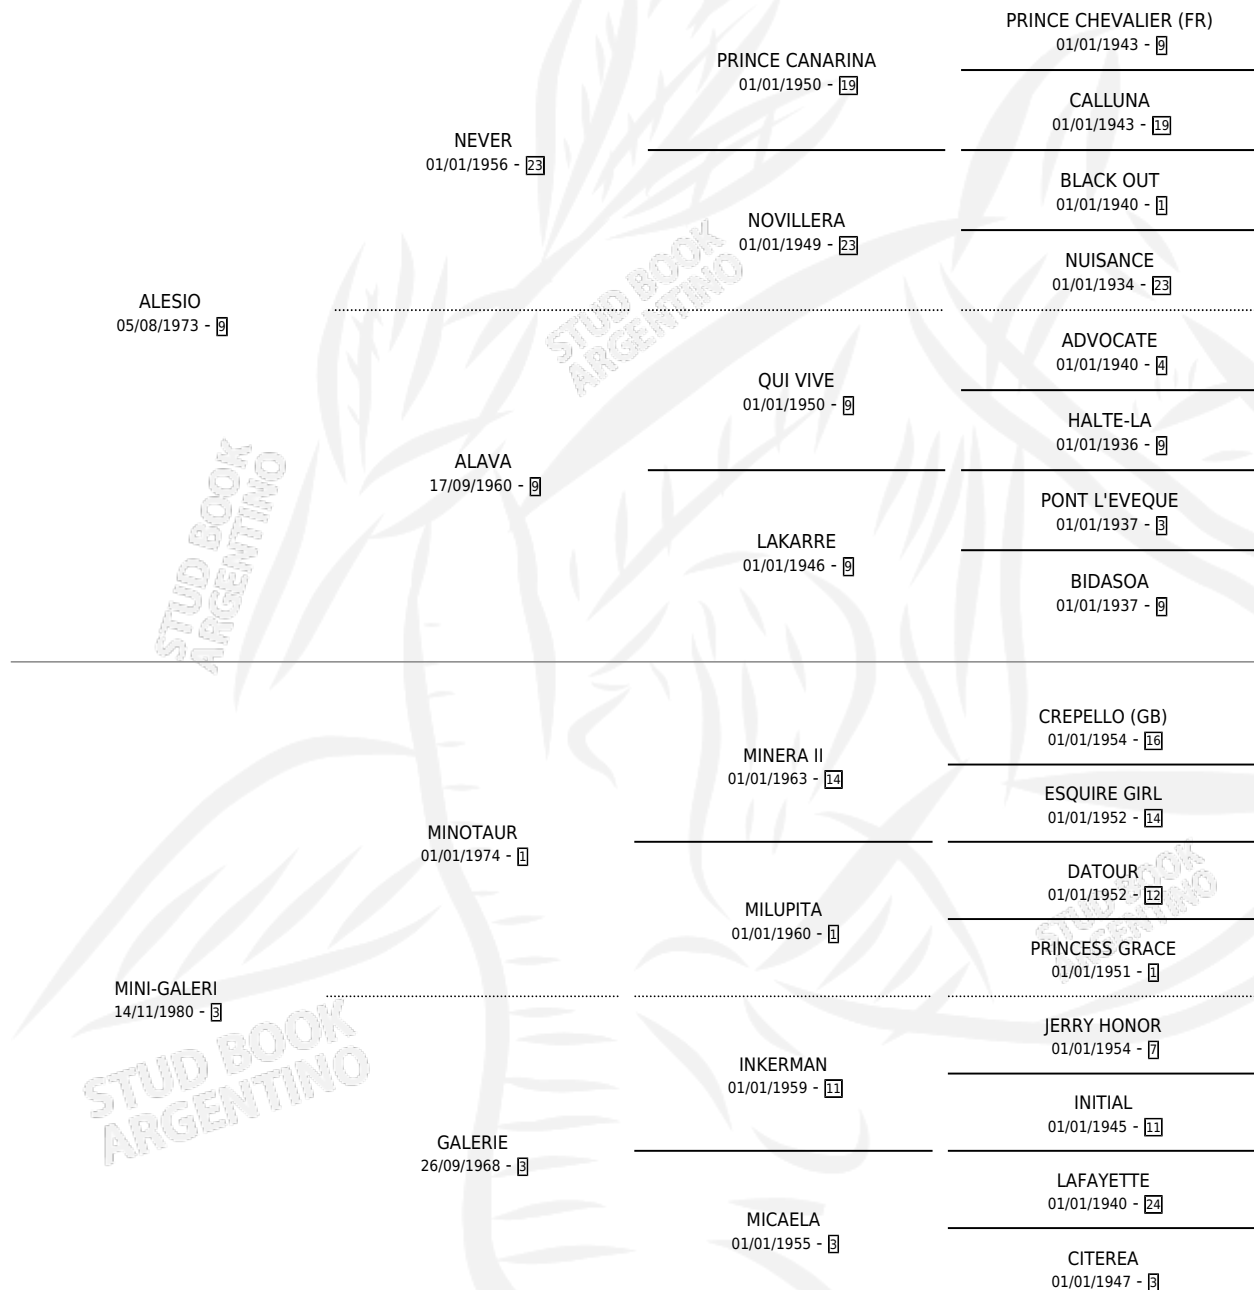 PRINCE CHEVALIER (FR)
01/01/1943 - 9
PRINCE CANARINA
01/01/1950 - 19
CALLUNA
01/01/1943 - 19
NEVER
01/01/1956 - 23
BLACK OUT
01/01/1940 - 1
NOVILLERA
01/01/1949 - 23
NUISANCE
01/01/1934 - 23
ALESIO
05/08/1973 - 9
ADVOCATE
01/01/1940 - 4
QUI VIVE
01/01/1950 - 9
HALTE-LA
01/01/1936 - 9
ALAVA
17/09/1960 - 9
PONT L'EVEQUE
01/01/1937 - 3
LAKARRE
01/01/1946 - 9
BIDASOA
01/01/1937 - 9
CREPELLO (GB)
01/01/1954 - 16
MINERA II
01/01/1963 - 14
ESQUIRE GIRL
01/01/1952 - 14
MINOTAUR
01/01/1974 - 1
DATOUR
01/01/1952 - 12
MILUPITA
01/01/1960 - 1
PRINCESS GRACE
01/01/1951 - 1
MINI-GALERI
14/11/1980 - 3
JERRY HONOR
01/01/1954 - 7
INKERMAN
01/01/1959 - 11
INITIAL
01/01/1945 - 11
GALERIE
26/09/1968 - 3
LAFAYETTE
01/01/1940 - 24
MICAELA
01/01/1955 - 3
CITEREA
01/01/1947 - 3
STUD BOOK
ARGENTINO
STUD BOOK
ARGENTINO
STUD BOOK
ARGENTINO
STUD BOOK
ARGENTINO